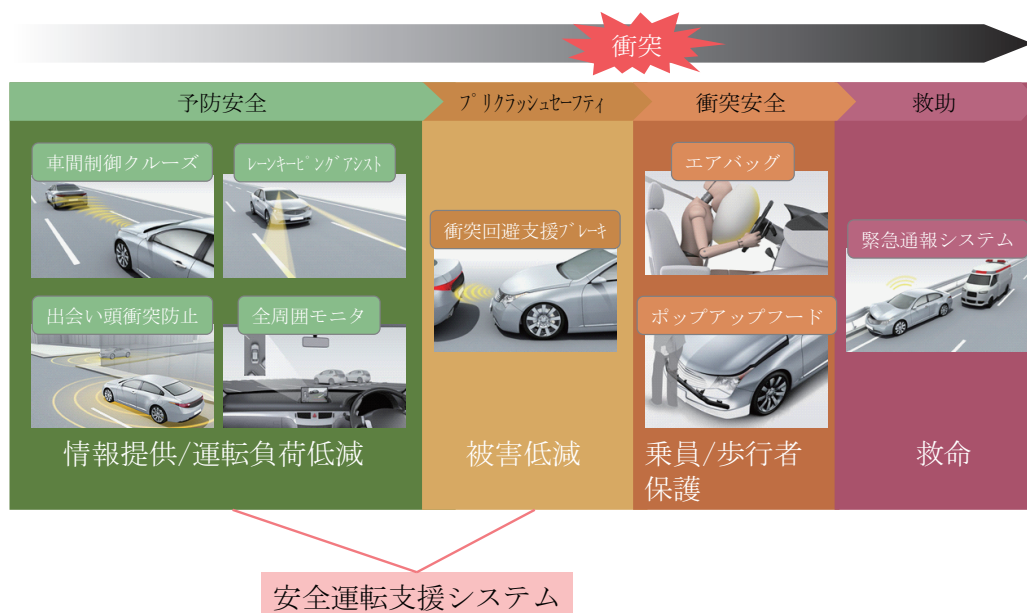 衝突
予防安全
プリクラッシュセーフティ
衝突安全
救助
車間制御クルーズ
レーンキーピングアシスト
出会い頭衝突防止
全周囲モニタ
情報提供/運転負荷低減
衝突回避支援ブレーキ
被害低減
エアバッグ
ポップアップフード
乗員/歩行者
保護
緊急通報システム
救命
安全運転支援システム